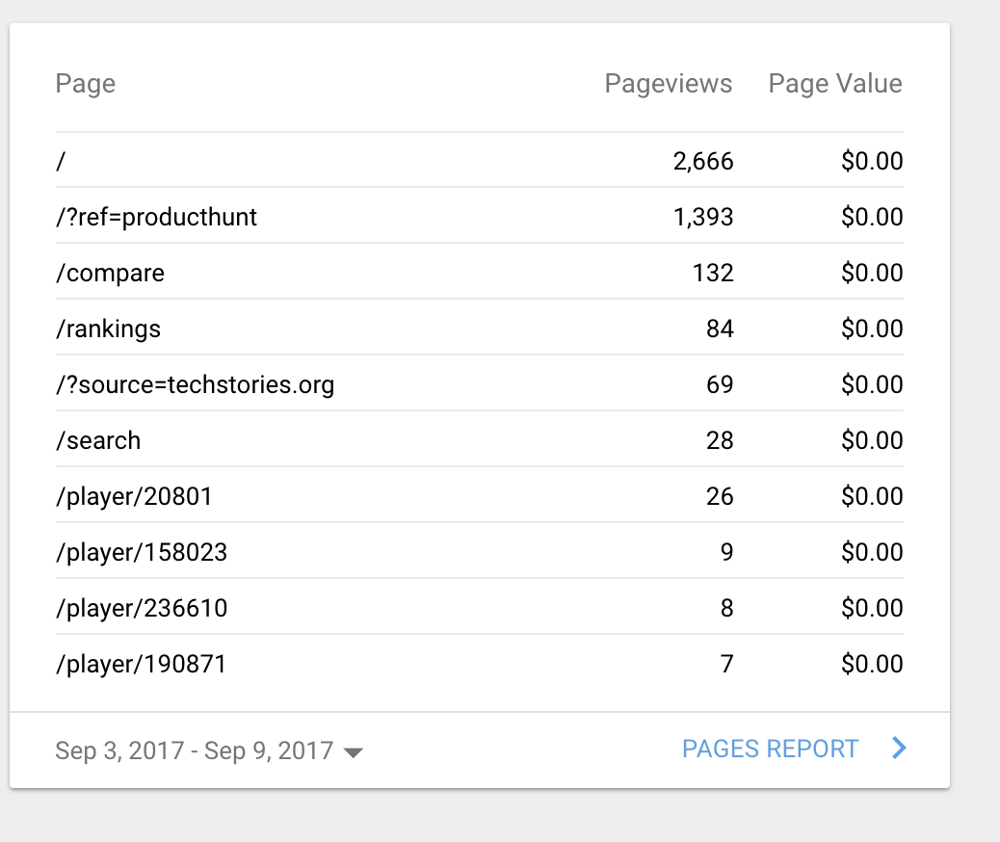 Page Pageviews Page Value
/ 2,666 $0.00
/?ref=producthunt 1,393 $0.00
/compare 132 $0.00
/rankings 84 $0.00
/?source=techstories.org 69 $0.00
/search 28 $0.00
/player/20801 26 $0.00
/player/158023 9 $0.00
/player/236610 8 $0.00
/player/190871 7 $0.00
Sep 3, 2017 - Sep 9, 2017 PAGES REPORT